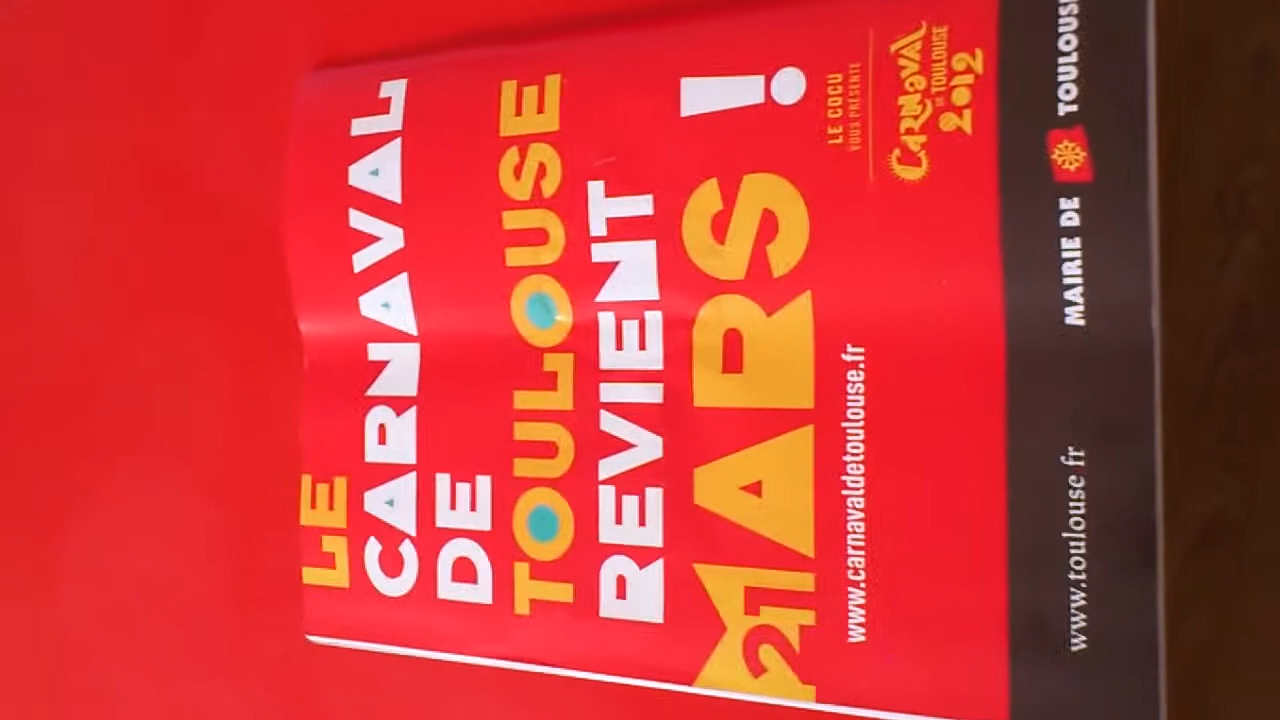 LE
CARNAVAL
DE
TOULOUSE
REVIENT
21 MARS !
www.carnavaldetoulouse.fr
LE COCU
VOUS PRÉSENTE
CARNAVAL
DE TOULOUSE
2012
www.toulouse.fr
MAIRIE DE TOULOUSE